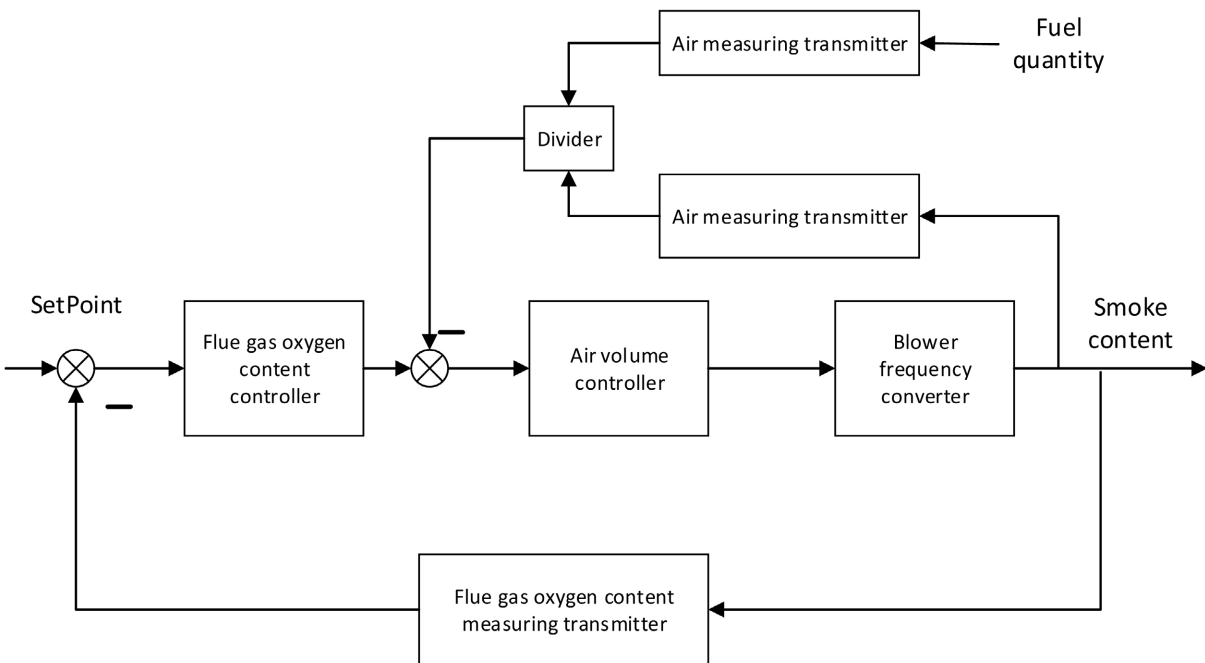 Air measuring transmitter
Fuel
quantity
Divider
Air measuring transmitter
SetPoint
Flue gas oxygen
content
controller
Air volume
controller
Blower
frequency
converter
Smoke
content
Flue gas oxygen content
measuring transmitter